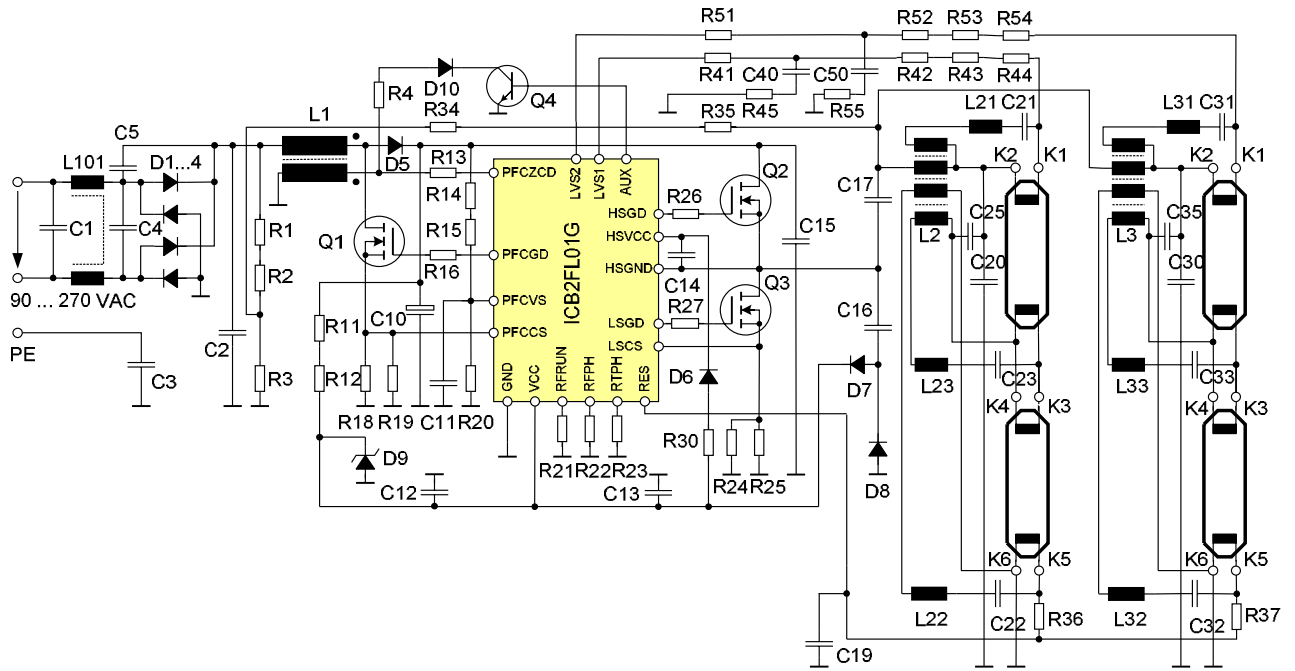 R51
R52
R53
R54
R41
C40
C50
R42
R43
R44
D10
Q4
R4
R45
R55
R34
R35
L21
C21
L31
C31
L1
C5
D5
R13
L101
D1...4
K2
K1
K2
K1
PFCZCD
LVS2
LVS1
AUX
Q2
R14
C17
R26
HSGD
C1
C4
R1
Q1
R15
HSVCC
C15
L2
C25
L3
C35
PFCGD
R16
C20
C30
R2
HSGND
C14
Q3
90 ... 270 VAC
ICB2FL01G
PFCVS
R27
C16
C10
R11
LSGD
PFCCS
C2
PE
LSCS
C3
R3
R12
GND
VCC
RFRUN
RFPH
RTPH
RES
D6
D7
L23
C23
L33
C33
R18
R19
C11
R20
K4
K3
K4
K3
R30
D9
R21
R22
R23
R24
R25
D8
C12
C13
K6
K5
K6
K5
L22
C22
R36
L32
C32
R37
C19